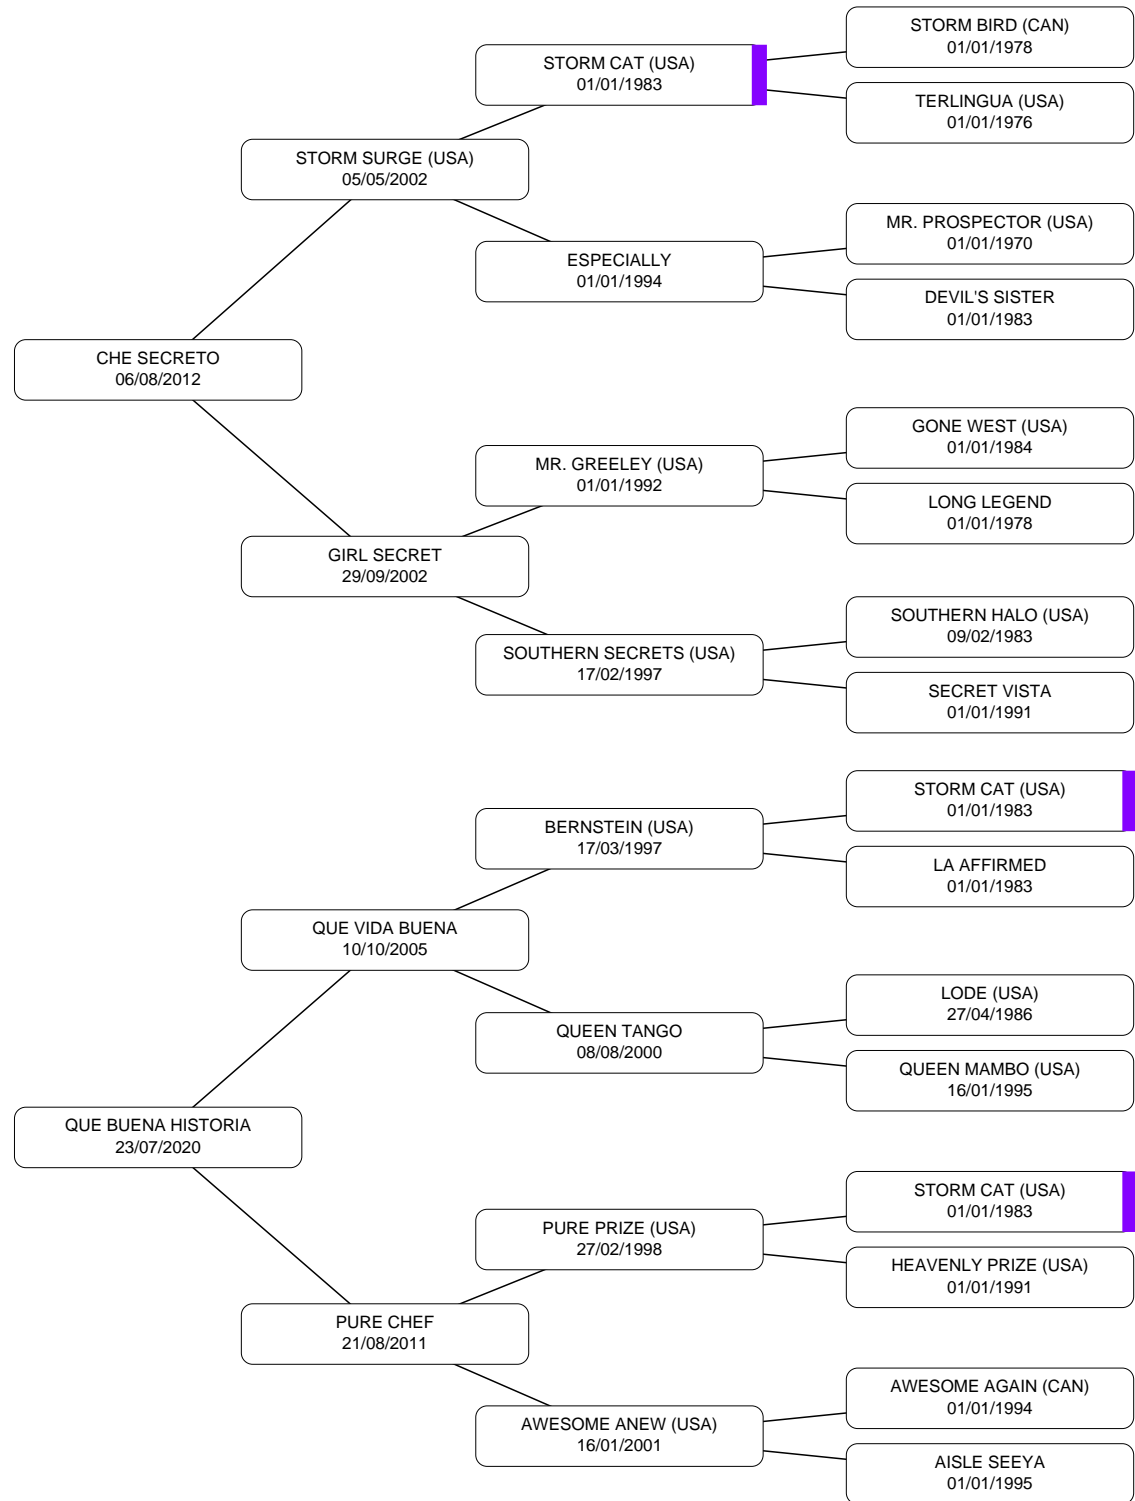 STORM BIRD (CAN)
01/01/1978
STORM CAT (USA)
01/01/1983
TERLINGUA (USA)
01/01/1976
STORM SURGE (USA)
05/05/2002
MR. PROSPECTOR (USA)
01/01/1970
ESPECIALLY
01/01/1994
DEVIL'S SISTER
01/01/1983
CHE SECRETO
06/08/2012
GONE WEST (USA)
01/01/1984
MR. GREELEY (USA)
01/01/1992
LONG LEGEND
01/01/1978
GIRL SECRET
29/09/2002
SOUTHERN HALO (USA)
09/02/1983
SOUTHERN SECRETS (USA)
17/02/1997
SECRET VISTA
01/01/1991
STORM CAT (USA)
01/01/1983
BERNSTEIN (USA)
17/03/1997
LA AFFIRMED
01/01/1983
QUE VIDA BUENA
10/10/2005
LODE (USA)
27/04/1986
QUEEN TANGO
08/08/2000
QUEEN MAMBO (USA)
16/01/1995
QUE BUENA HISTORIA
23/07/2020
STORM CAT (USA)
01/01/1983
PURE PRIZE (USA)
27/02/1998
HEAVENLY PRIZE (USA)
01/01/1991
PURE CHEF
21/08/2011
AWESOME AGAIN (CAN)
01/01/1994
AWESOME ANEW (USA)
16/01/2001
AISLE SEEYA
01/01/1995